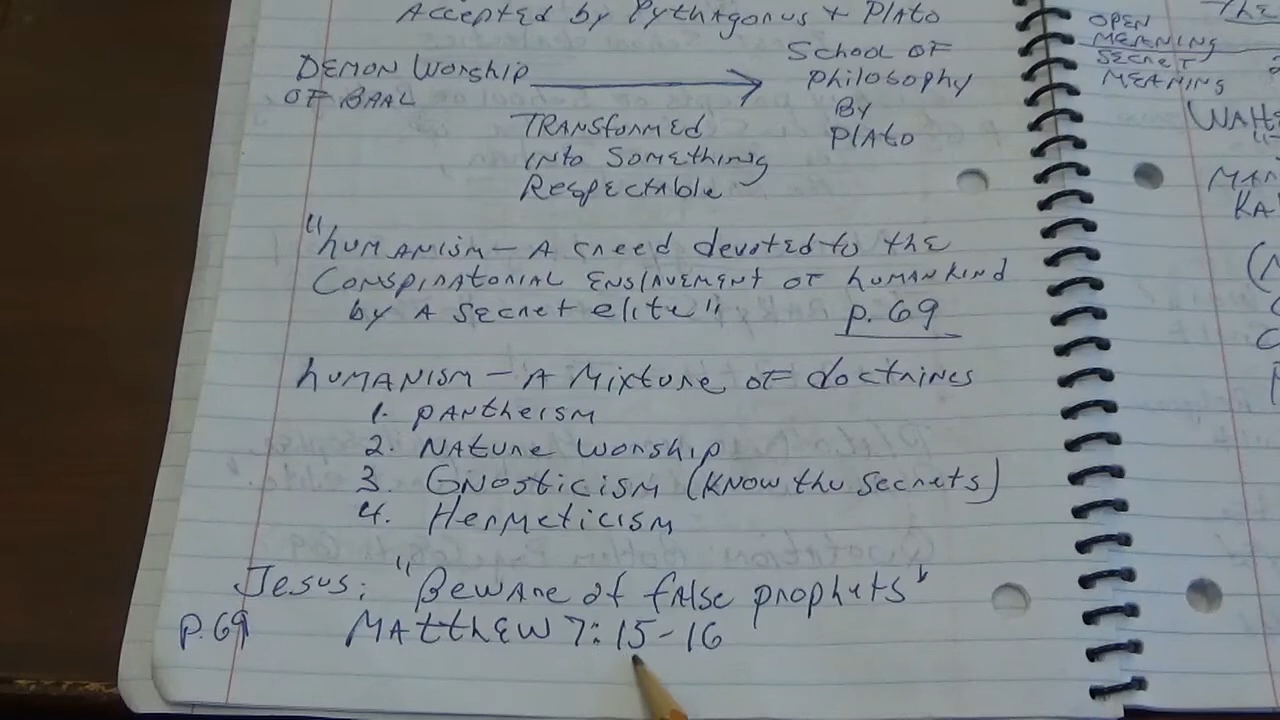 Accepted by Pythagorus + Plato
DEMON Worship
OF BAAL
School OF
Philosophy
By
Plato
TRANSformed
INto Something
Respectable
"humANism - A creed devoted to the
Conspiratorial ENslavement of humankind
by A Secret elite"
p. 69
humANism - A Mixture of doctrines
1. pANtheism
2. NAture Worship
3. GNosticism (KNow the Secrets)
4. Hermeticism
Jesus: "BewAre of fAlse prophets"
p. 69 MAtthew 7:15-16
OPEN
MEANING
SECRET
MEANING